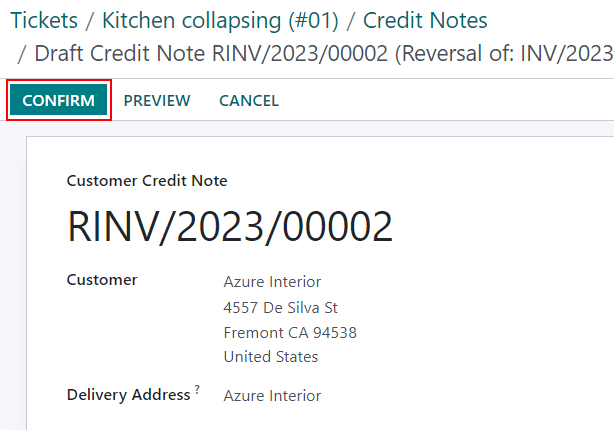 Tickets / Kitchen collapsing (#01) / Credit Notes
/ Draft Credit Note RINV/2023/00002 (Reversal of: INV/2023
CONFIRM PREVIEW CANCEL
Customer Credit Note
RINV/2023/00002
Customer Azure Interior
4557 De Silva St
Fremont CA 94538
United States
Delivery Address ? Azure Interior